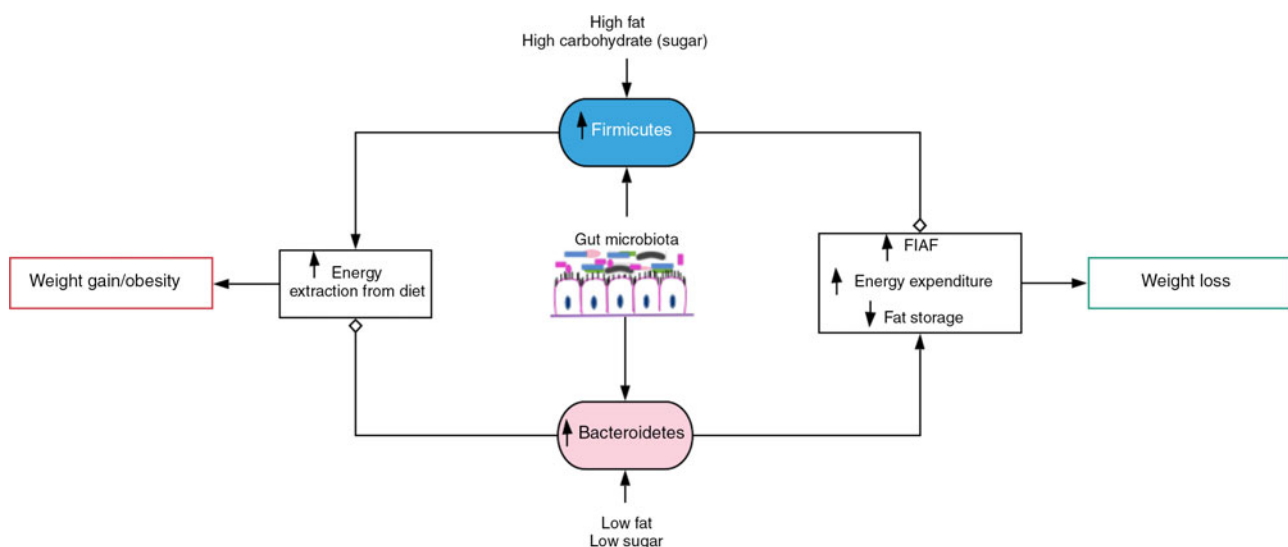 High fat
High carbohydrate (sugar)
Firmicutes
Gut microbiota
Energy
extraction from diet
Weight gain/obesity
FIAF
Energy expenditure
Fat storage
Weight loss
Bacteroidetes
Low fat
Low sugar